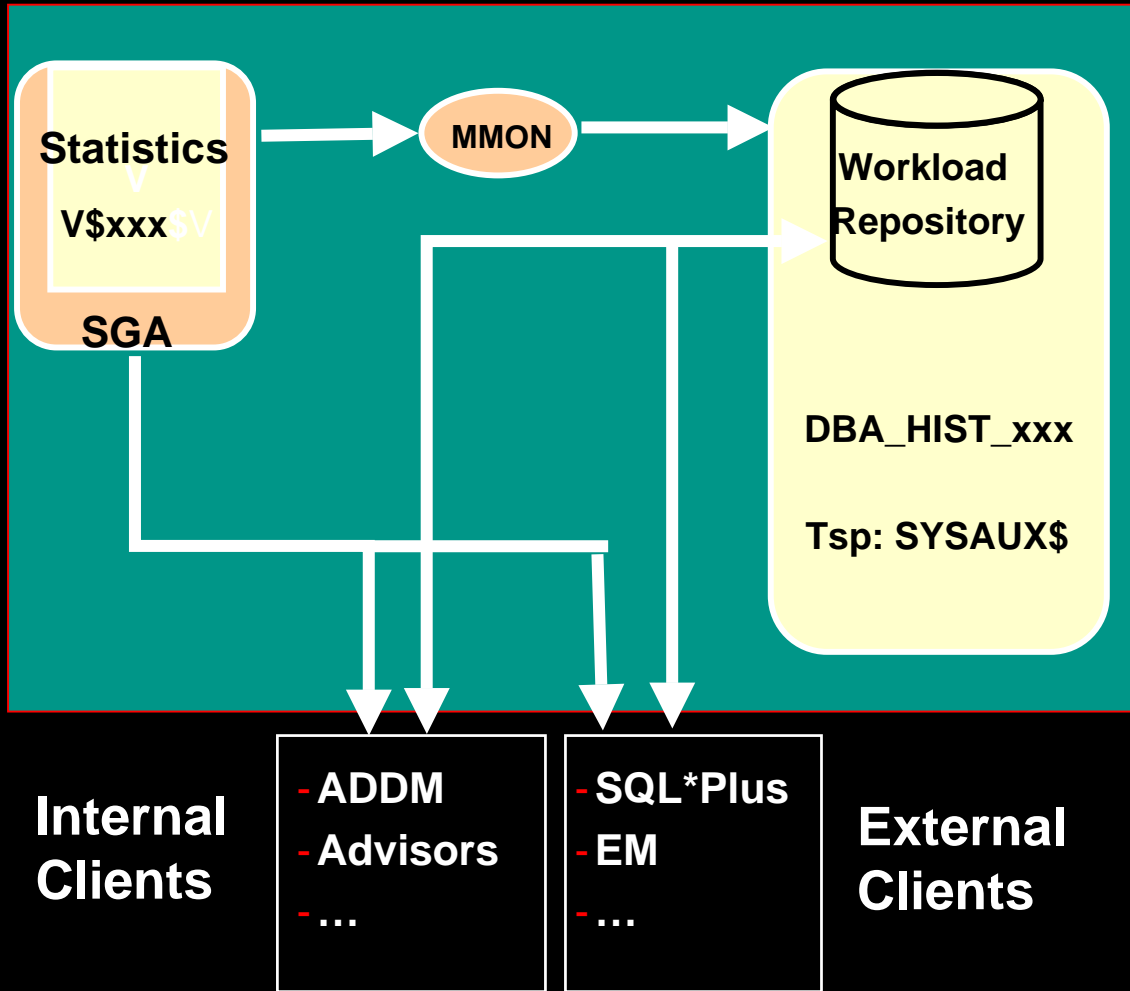 Statistics
V
V$xxx$V
SGA
MMON
Workload
Repository
DBA_HIST_xxx
Tsp: SYSAUX$
Internal
Clients
- ADDM
- Advisors
- ...
- SQL*Plus
- EM
- ...
External
Clients